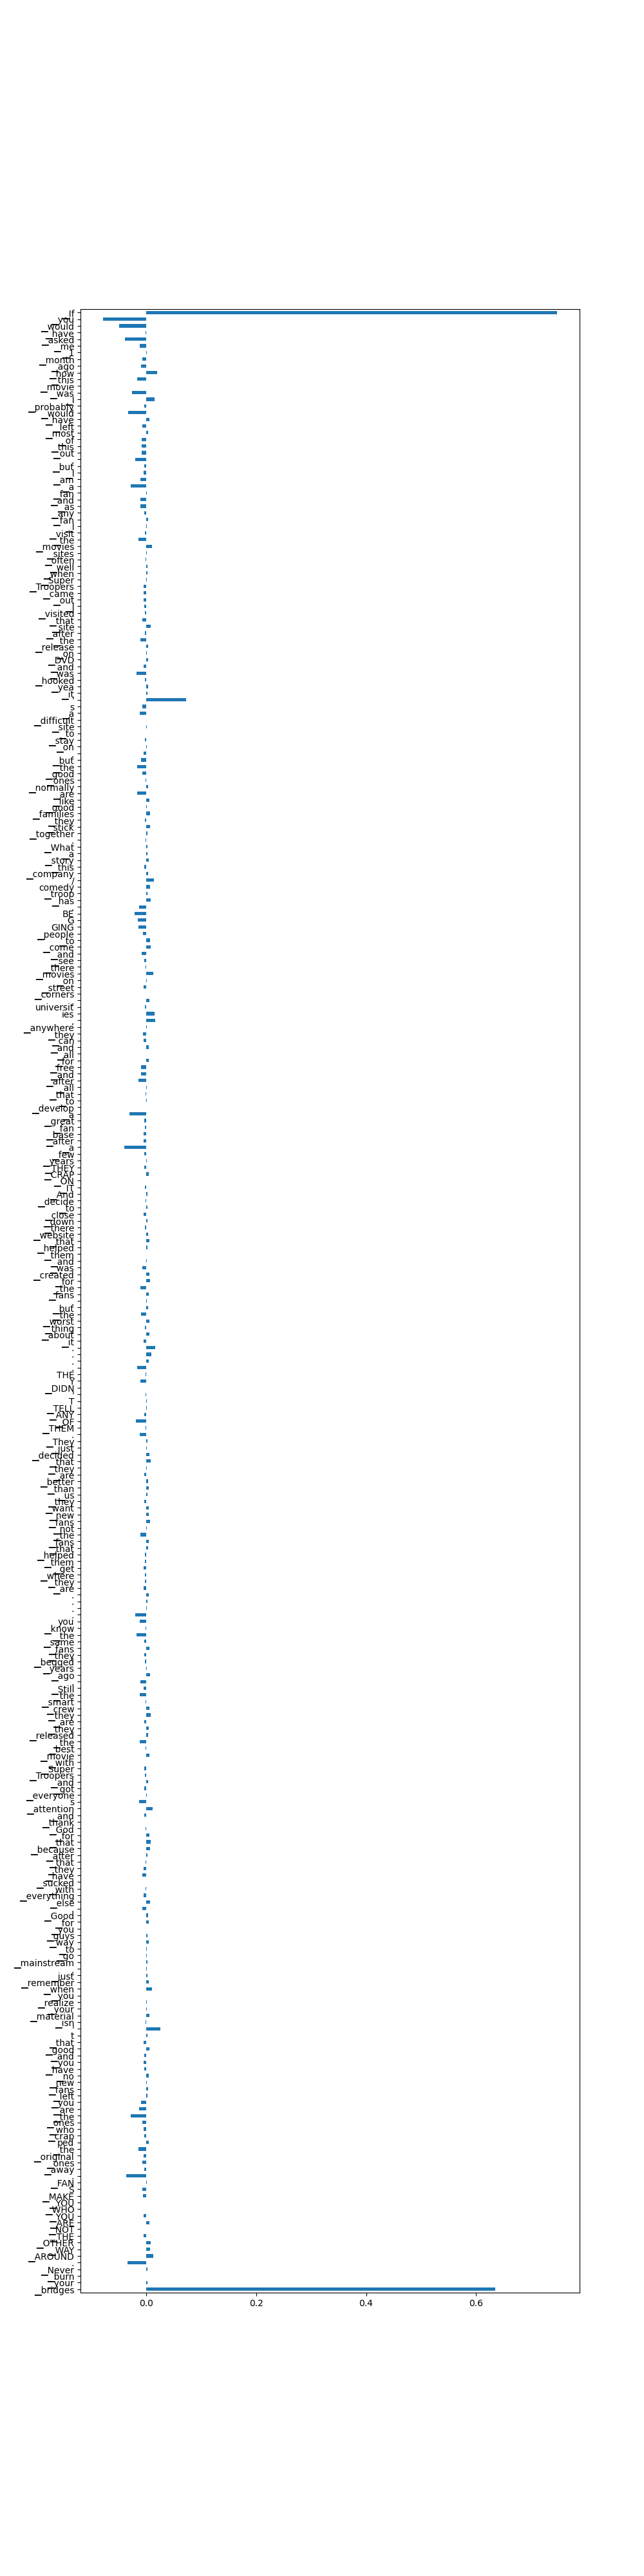 If
_you
_would
_have
_asked
_me
_1
_month
_ago
_how
_this
_movie
_was
_I
_probably
_would
_have
_left
_most
_of
_this
_out
_,
_but
_I
_am
_a
_fan
_and
_as
_any
_fan
_I
_visit
_the
_movies
_sites
_often
_well
_when
_Super
_Troopers
_came
_out
_I
_visited
_that
_site
_after
_the
_release
_on
_DVD
_and
_was
_hooked
_yea
_it
_'
s
_a
_difficult
_site
_to
_stay
_on
_,
_but
_the
_good
_ones
_normally
_are
_like
_good
_families
_they
_stick
_together
_.
_What
_a
_story
_this
_company
_/
comedy
_troop
_has
_,
BE
G
GING
_people
_to
_come
_and
_see
_there
_movies
_on
_street
_corners
_,
universit
ies
,
_anywhere
_they
_can
_and
_all
_for
_free
_and
_after
_all
_that
_to
_develop
_a
_great
_fan
_base
_after
_a
_few
_years
_THEY
_CRAP
_ON
_IT
_And
_decide
_to
_close
_down
_there
_website
_that
_helped
_them
_and
_was
_created
_for
_the
_fans
_,
_but
_the
_worst
_thing
_about
_it
.
.
.
.
THE
Y
_DIDN
_'
T
_TELL
_ANY
_OF
_THEM
_.
_They
_just
_decided
_that
_they
_are
_better
_than
_us
_they
_want
_new
_fans
_not
_the
_fans
_that
_helped
_them
_get
_where
_they
_are
_.
.
.
.
you
_know
_the
_same
_fans
_they
_begged
_years
_ago
_.
_Still
_the
_smart
_crew
_they
_are
_they
_released
_the
_best
_movie
_with
_Super
_Troopers
_and
_got
_everyone
_s
_attention
_and
_thank
_God
_for
_that
_because
_after
_that
_they
_have
_sucked
_with
_everything
_else
_.
_Good
_for
_you
_guys
_way
_to
_go
_mainstream
_,
_just
_remember
_when
_you
_realize
_your
_material
_isn
_'
t
_that
_good
_and
_you
_have
_no
_new
_fans
_left
_you
_are
_the
_ones
_who
_crap
ped
_the
_original
_ones
_away
_.
_FAN
_S
_MAKE
_YOU
_WHO
_YOU
_ARE
_NOT
_THE
_OTHER
_WAY
_AROUND
_.
_Never
_burn
_your
_bridges
0.0 0.2 0.4 0.6